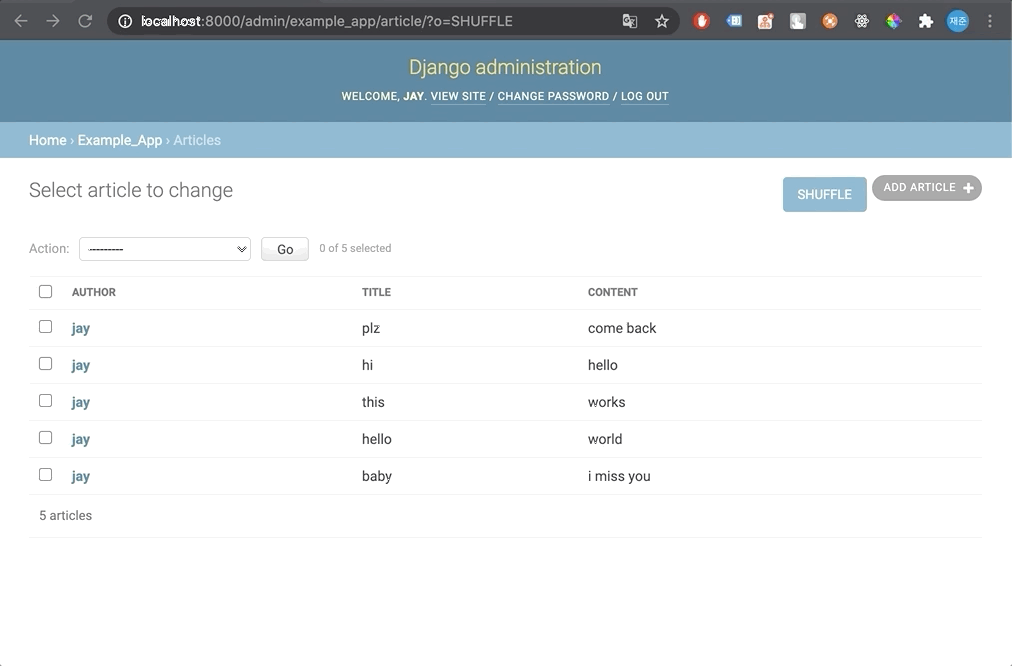 localhost:8000/admin/example_app/article/?o=SHUFFLE
재준
Django administration
WELCOME, JAY. VIEW SITE / CHANGE PASSWORD / LOG OUT
Home › Example_App › Articles
Select article to change
SHUFFLE
ADD ARTICLE +
Action: --------- Go 0 of 5 selected
AUTHOR TITLE CONTENT
jay plz come back
jay hi hello
jay this works
jay hello world
jay baby i miss you
5 articles